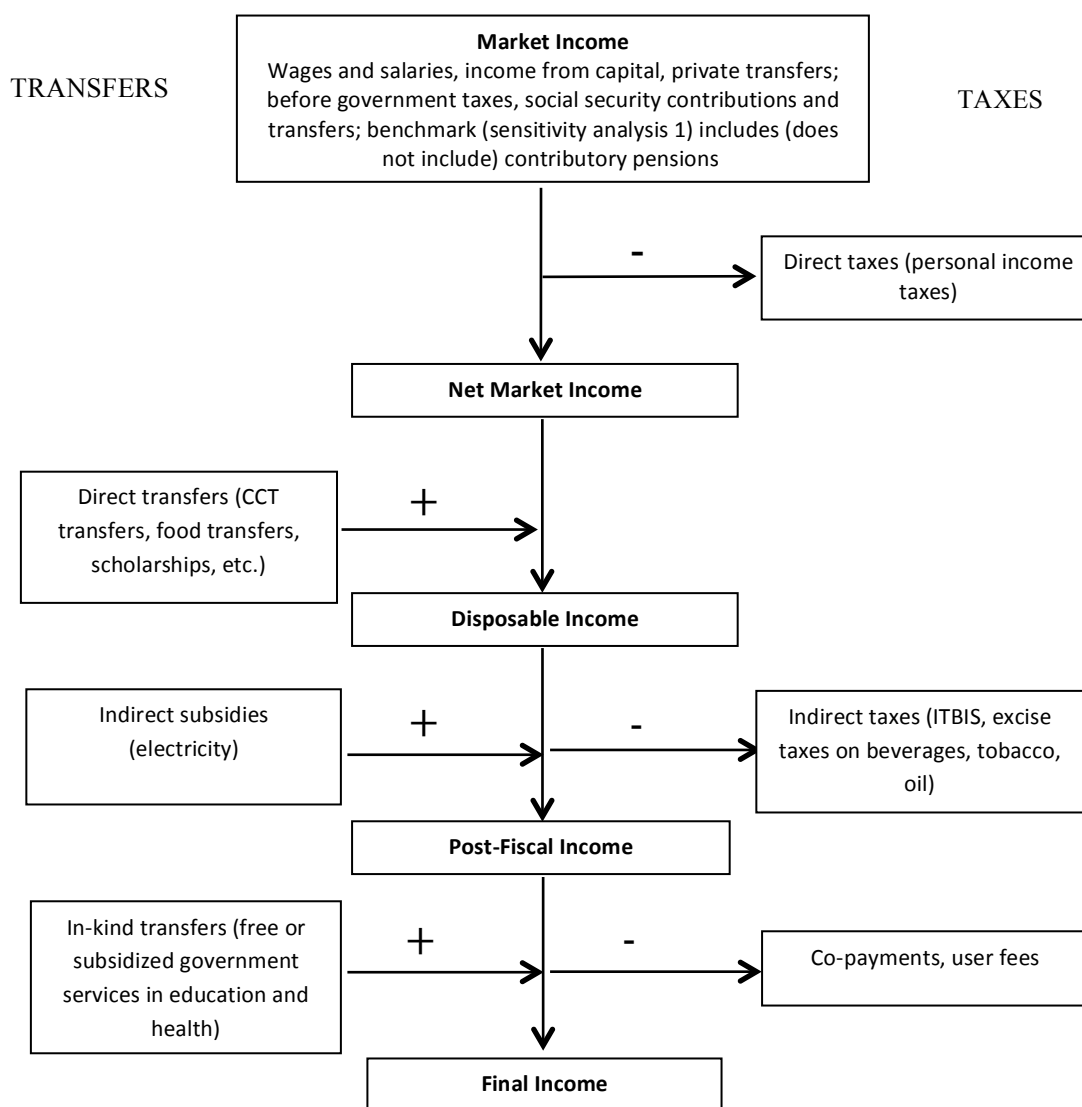 Market Income
Wages and salaries, income from capital, private transfers;
before government taxes, social security contributions and
transfers; benchmark (sensitivity analysis 1) includes (does
not include) contributory pensions
TRANSFERS
TAXES
-
Direct taxes (personal income
taxes)
Net Market Income
Direct transfers (CCT
transfers, food transfers,
scholarships, etc.)
+
Disposable Income
Indirect subsidies
(electricity)
+
-
Indirect taxes (ITBIS, excise
taxes on beverages, tobacco,
oil)
Post-Fiscal Income
In-kind transfers (free or
subsidized government
services in education and
health)
+
-
Co-payments, user fees
Final Income